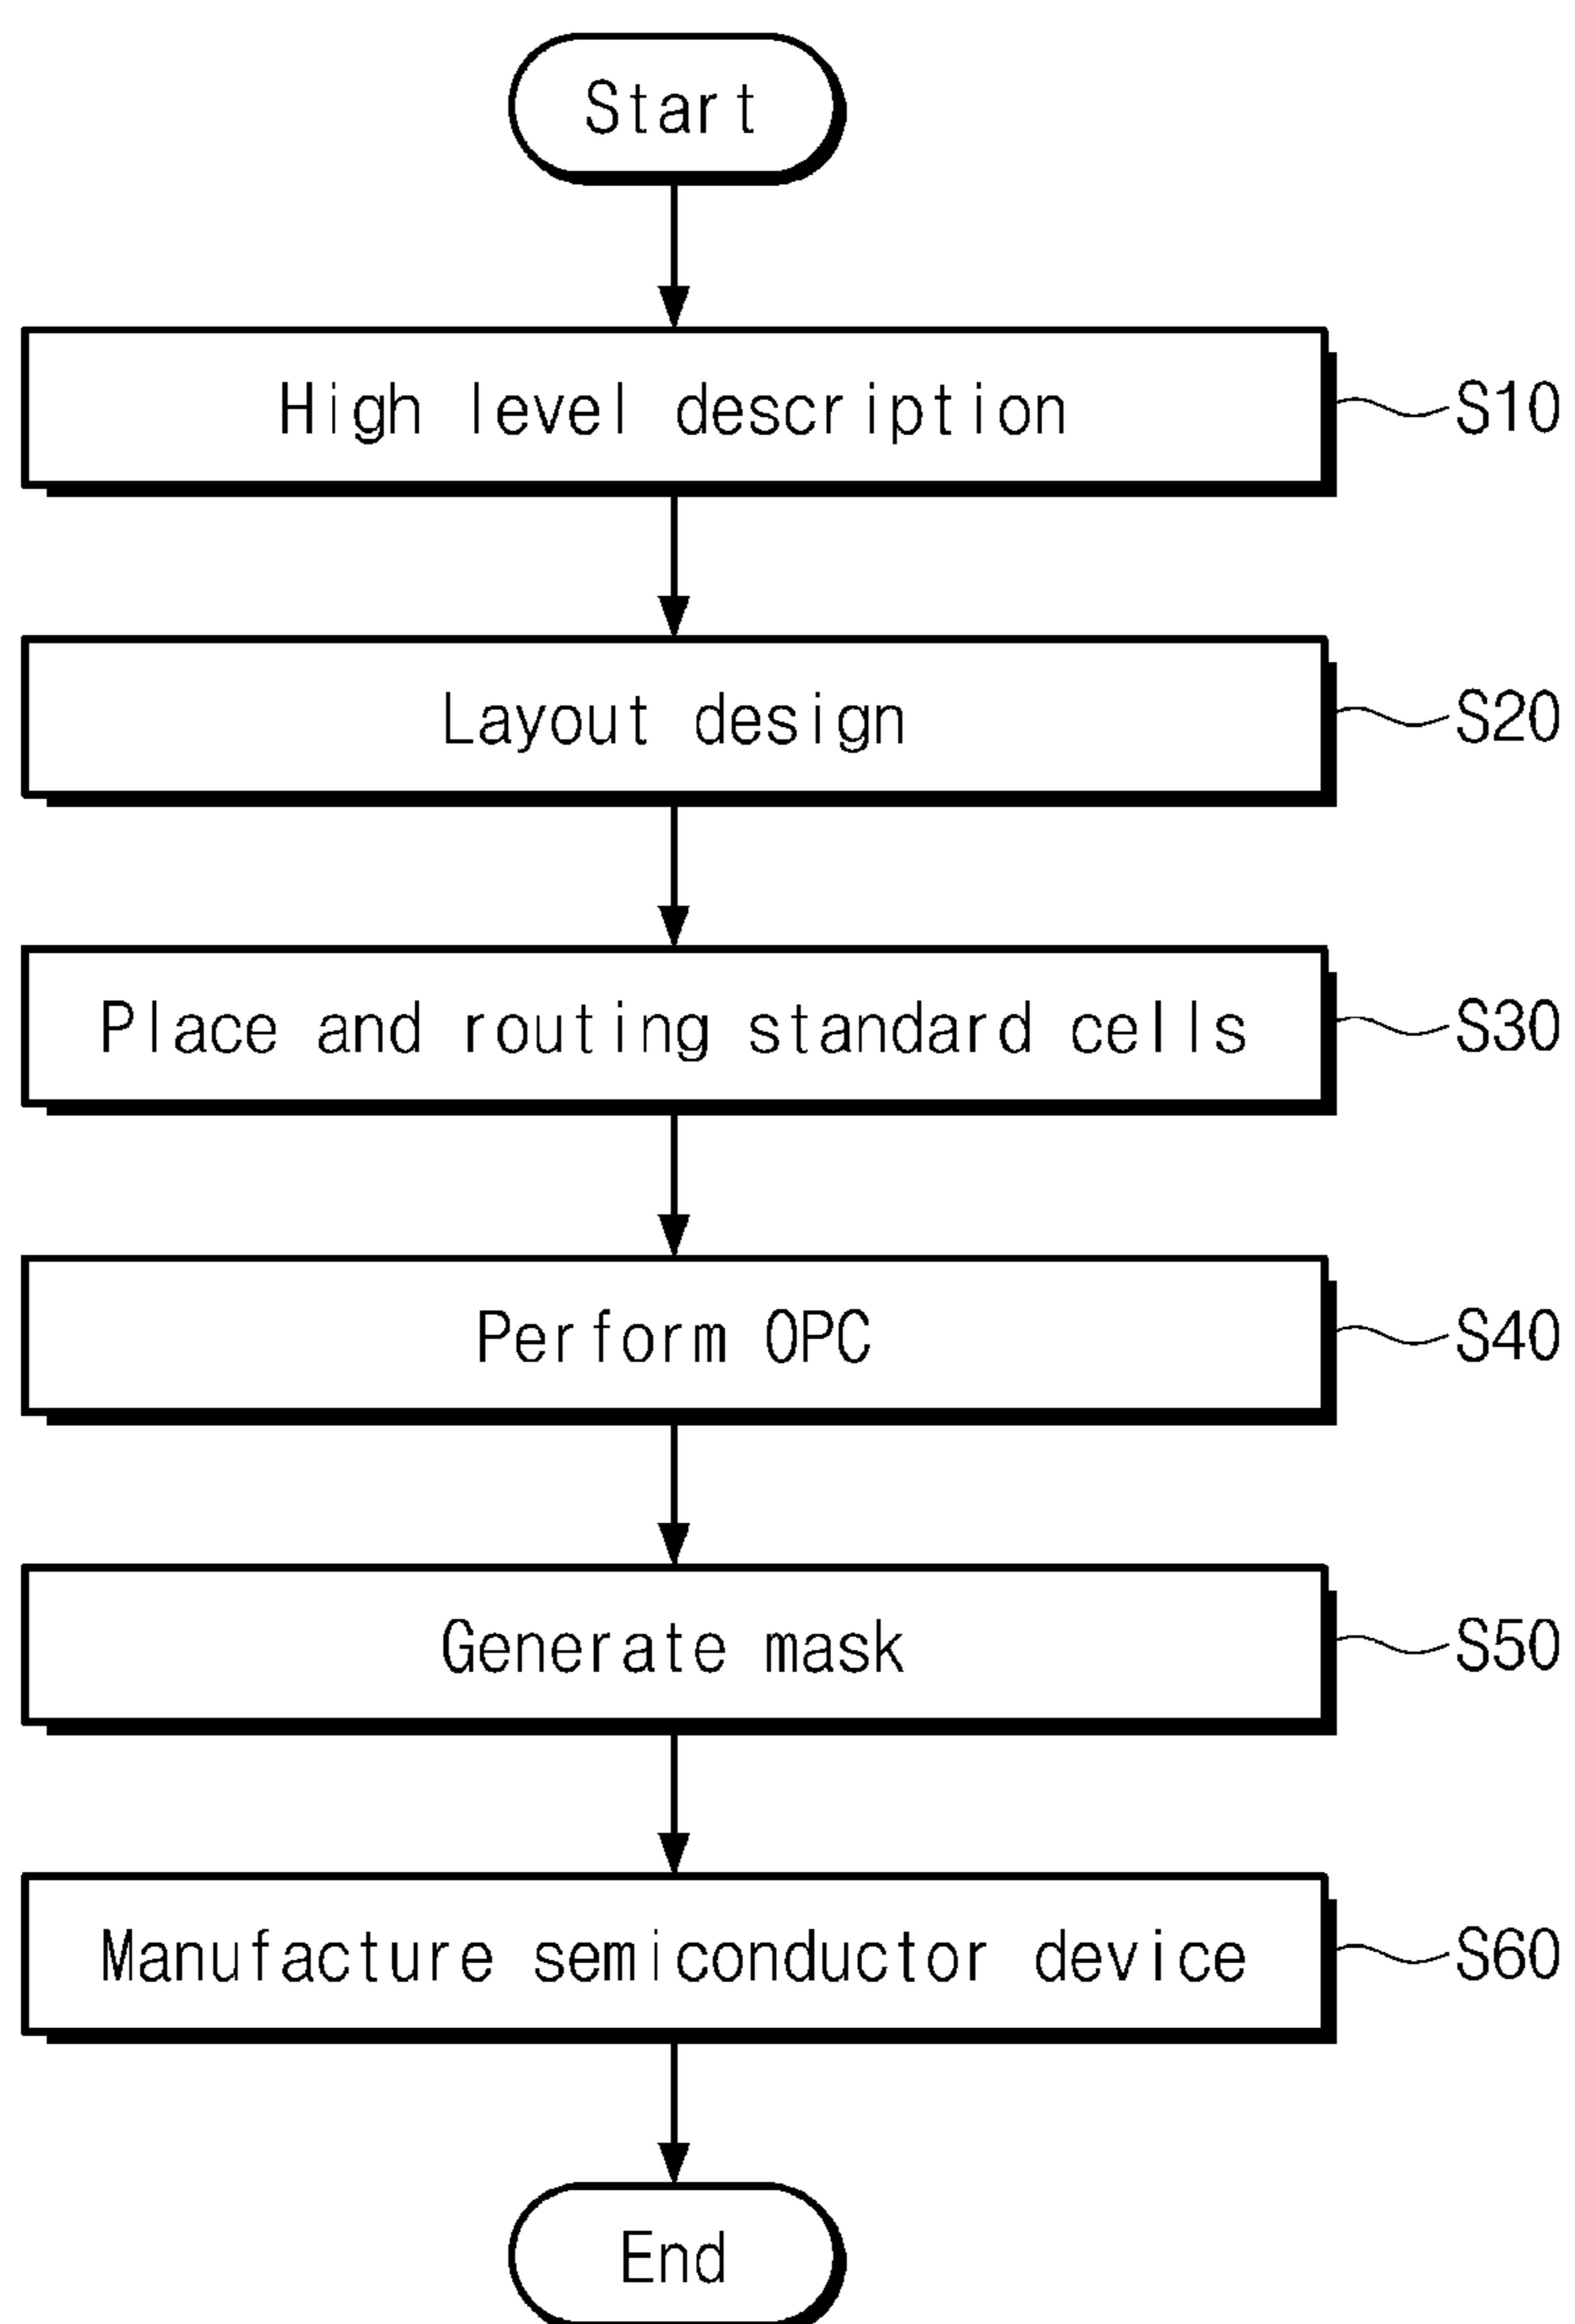 Start
High level description
S10
Layout design
S20
Place and routing standard cells
S30
Perform OPC
S40
Generate mask
S50
Manufacture semiconductor device
S60
End